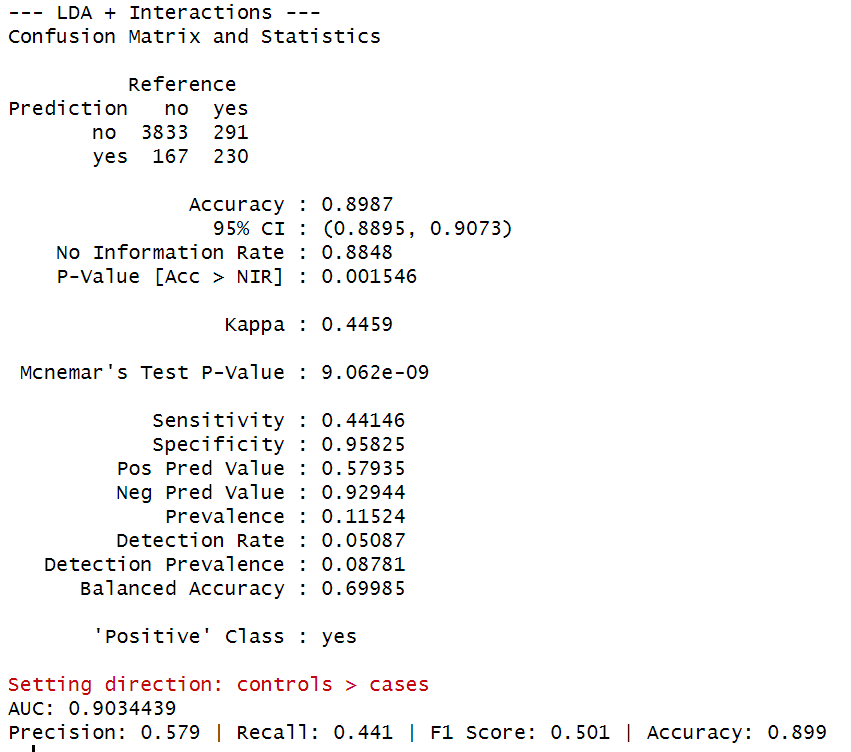 --- LDA + Interactions ---
Confusion Matrix and Statistics
Reference
Prediction no yes
no 3833 291
yes 167 230
Accuracy : 0.8987
95% CI : (0.8895, 0.9073)
No Information Rate : 0.8848
P-Value [Acc > NIR] : 0.001546
Kappa : 0.4459
Mcnemar's Test P-Value : 9.062e-09
Sensitivity : 0.44146
Specificity : 0.95825
Pos Pred Value : 0.57935
Neg Pred Value : 0.92944
Prevalence : 0.11524
Detection Rate : 0.05087
Detection Prevalence : 0.08781
Balanced Accuracy : 0.69985
'Positive' Class : yes
Setting direction: controls > cases
AUC: 0.9034439
Precision: 0.579 | Recall: 0.441 | F1 Score: 0.501 | Accuracy: 0.899